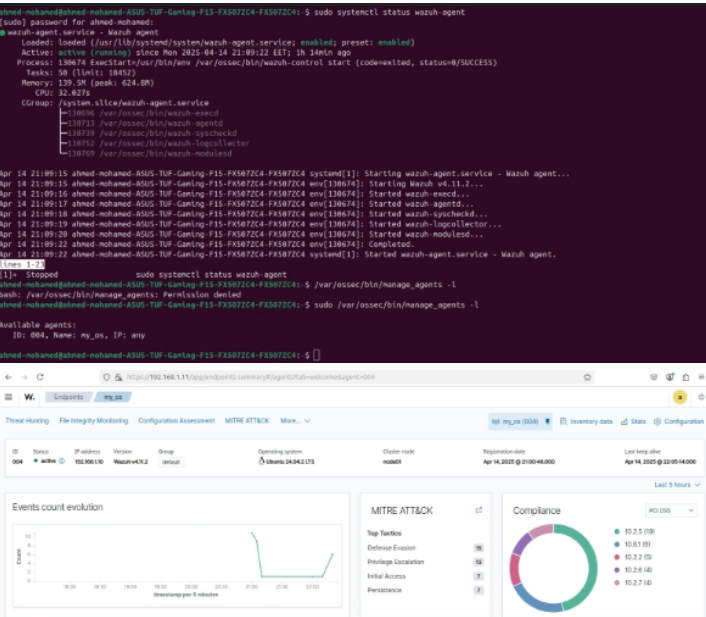 ahmed-mohamed@ahmed-mohamed-ASUS-TUF-Gaming-F15-FX507ZC4-FX507ZC4:~$ sudo systemctl status wazuh-agent
[sudo] password for ahmed-mohamed:
● wazuh-agent.service - Wazuh agent
Loaded: loaded (/usr/lib/systemd/system/wazuh-agent.service; enabled; preset: enabled)
Active: active (running) since Mon 2025-04-14 21:09:22 EET; 1h 14min ago
Process: 130674 ExecStart=/usr/bin/env /var/ossec/bin/wazuh-control start (code=exited, status=0/SUCCESS)
Tasks: 50 (limit: 18452)
Memory: 139.5M (peak: 624.8M)
CPU: 32.027s
CGroup: /system.slice/wazuh-agent.service
├─130696 /var/ossec/bin/wazuh-execd
├─130713 /var/ossec/bin/wazuh-agentd
├─130739 /var/ossec/bin/wazuh-syscheckd
├─130752 /var/ossec/bin/wazuh-logcollector
└─130769 /var/ossec/bin/wazuh-modulesd
Apr 14 21:09:15 ahmed-mohamed-ASUS-TUF-Gaming-F15-FX507ZC4-FX507ZC4 systemd[1]: Starting wazuh-agent.service - Wazuh agent...
Apr 14 21:09:15 ahmed-mohamed-ASUS-TUF-Gaming-F15-FX507ZC4-FX507ZC4 env[130674]: Starting Wazuh v4.11.2...
Apr 14 21:09:16 ahmed-mohamed-ASUS-TUF-Gaming-F15-FX507ZC4-FX507ZC4 env[130674]: Started wazuh-execd...
Apr 14 21:09:17 ahmed-mohamed-ASUS-TUF-Gaming-F15-FX507ZC4-FX507ZC4 env[130674]: Started wazuh-agentd...
Apr 14 21:09:18 ahmed-mohamed-ASUS-TUF-Gaming-F15-FX507ZC4-FX507ZC4 env[130674]: Started wazuh-syscheckd...
Apr 14 21:09:19 ahmed-mohamed-ASUS-TUF-Gaming-F15-FX507ZC4-FX507ZC4 env[130674]: Started wazuh-logcollector...
Apr 14 21:09:20 ahmed-mohamed-ASUS-TUF-Gaming-F15-FX507ZC4-FX507ZC4 env[130674]: Started wazuh-modulesd...
Apr 14 21:09:22 ahmed-mohamed-ASUS-TUF-Gaming-F15-FX507ZC4-FX507ZC4 env[130674]: Completed.
Apr 14 21:09:22 ahmed-mohamed-ASUS-TUF-Gaming-F15-FX507ZC4-FX507ZC4 systemd[1]: Started wazuh-agent.service - Wazuh agent.
lines 1-23
[1]+ Stopped sudo systemctl status wazuh-agent
ahmed-mohamed@ahmed-mohamed-ASUS-TUF-Gaming-F15-FX507ZC4-FX507ZC4:~$ /var/ossec/bin/manage_agents -l
bash: /var/ossec/bin/manage_agents: Permission denied
ahmed-mohamed@ahmed-mohamed-ASUS-TUF-Gaming-F15-FX507ZC4-FX507ZC4:~$ sudo /var/ossec/bin/manage_agents -l
Available agents:
ID: 004, Name: my_os, IP: any
ahmed-mohamed@ahmed-mohamed-ASUS-TUF-Gaming-F15-FX507ZC4-FX507ZC4:~$
https://192.168.1.11/app/endpoints-summary#/agents?tab=welcome&agent=004
W. Endpoints my_os a
Threat Hunting File Integrity Monitoring Configuration Assessment MITRE ATT&CK More... my_os (004) Inventory data Stats Configuration
ID Status IP address Version Group Operating system Cluster node Registration date Last keep alive
004 active 192.168.1.10 Wazuh v4.11.2 default Ubuntu 24.04.2 LTS node01 Apr 14, 2025 @ 21:00:46.000 Apr 14, 2025 @ 22:05:14.000
Last 5 hours
Events count evolution
Count
10
8
6
4
2
0
18:00 18:30 19:00 19:30 20:00 20:30 21:00 21:30 22:00
timestamp per 5 minutes
MITRE ATT&CK
Top Tactics
Defense Evasion 15
Privilege Escalation 15
Initial Access 7
Persistence 7
Compliance PCI DSS
10.2.5 (19)
10.6.1 (9)
10.2.2 (5)
10.2.6 (4)
10.2.7 (4)